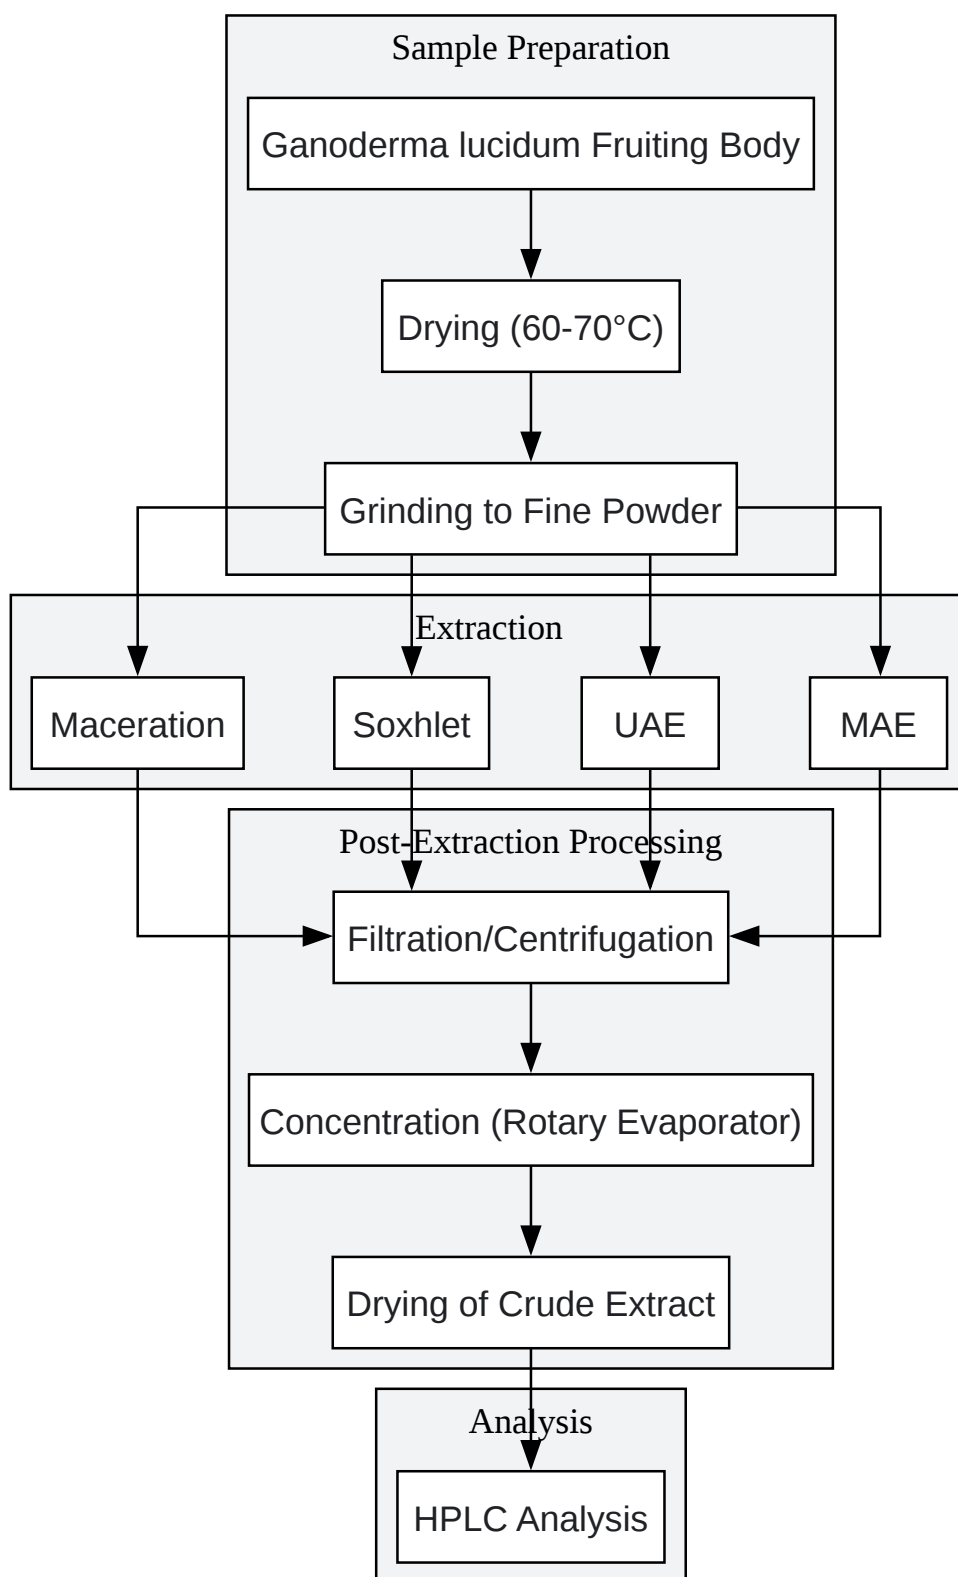 Sample Preparation
Ganoderma lucidum Fruiting Body
Drying (60-70°C)
Grinding to Fine Powder
Extraction
Maceration
Soxhlet
UAE
MAE
Post-Extraction Processing
Filtration/Centrifugation
Concentration (Rotary Evaporator)
Drying of Crude Extract
Analysis
HPLC Analysis